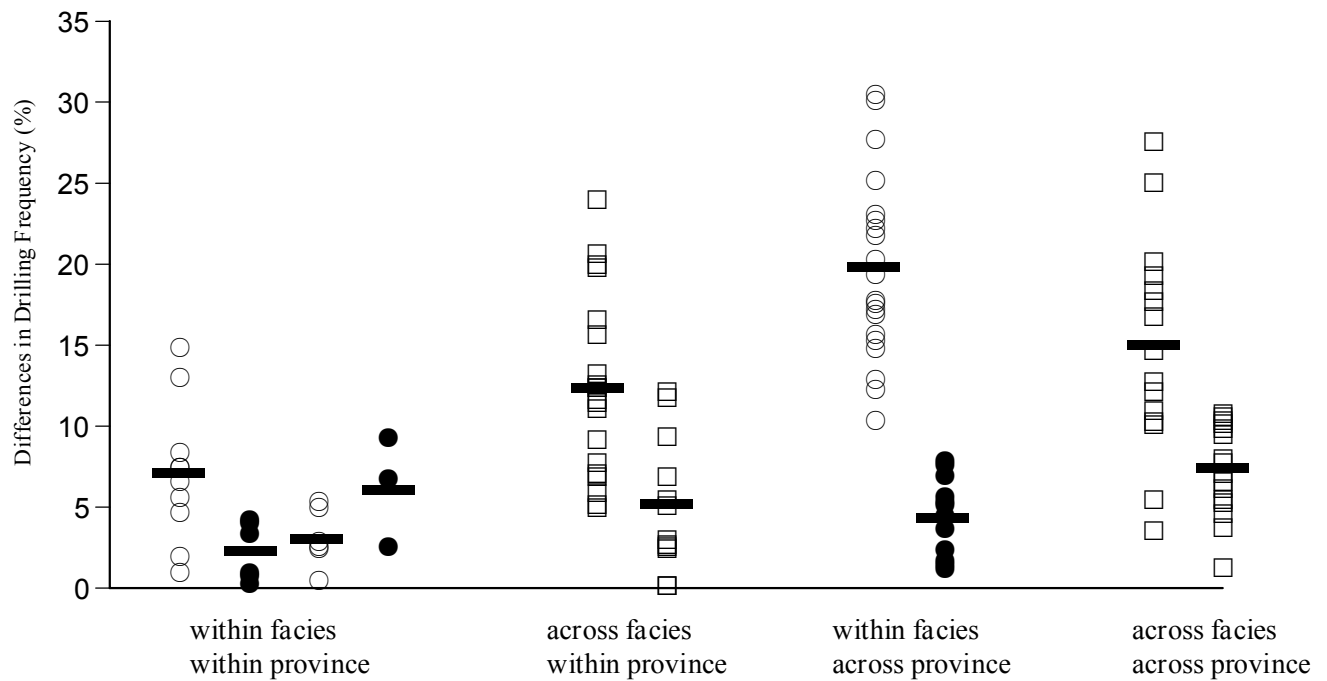 Differences in Drilling Frequency (%)
35
30
25
20
15
10
5
0
within facies
within province
across facies
within province
within facies
across province
across facies
across province